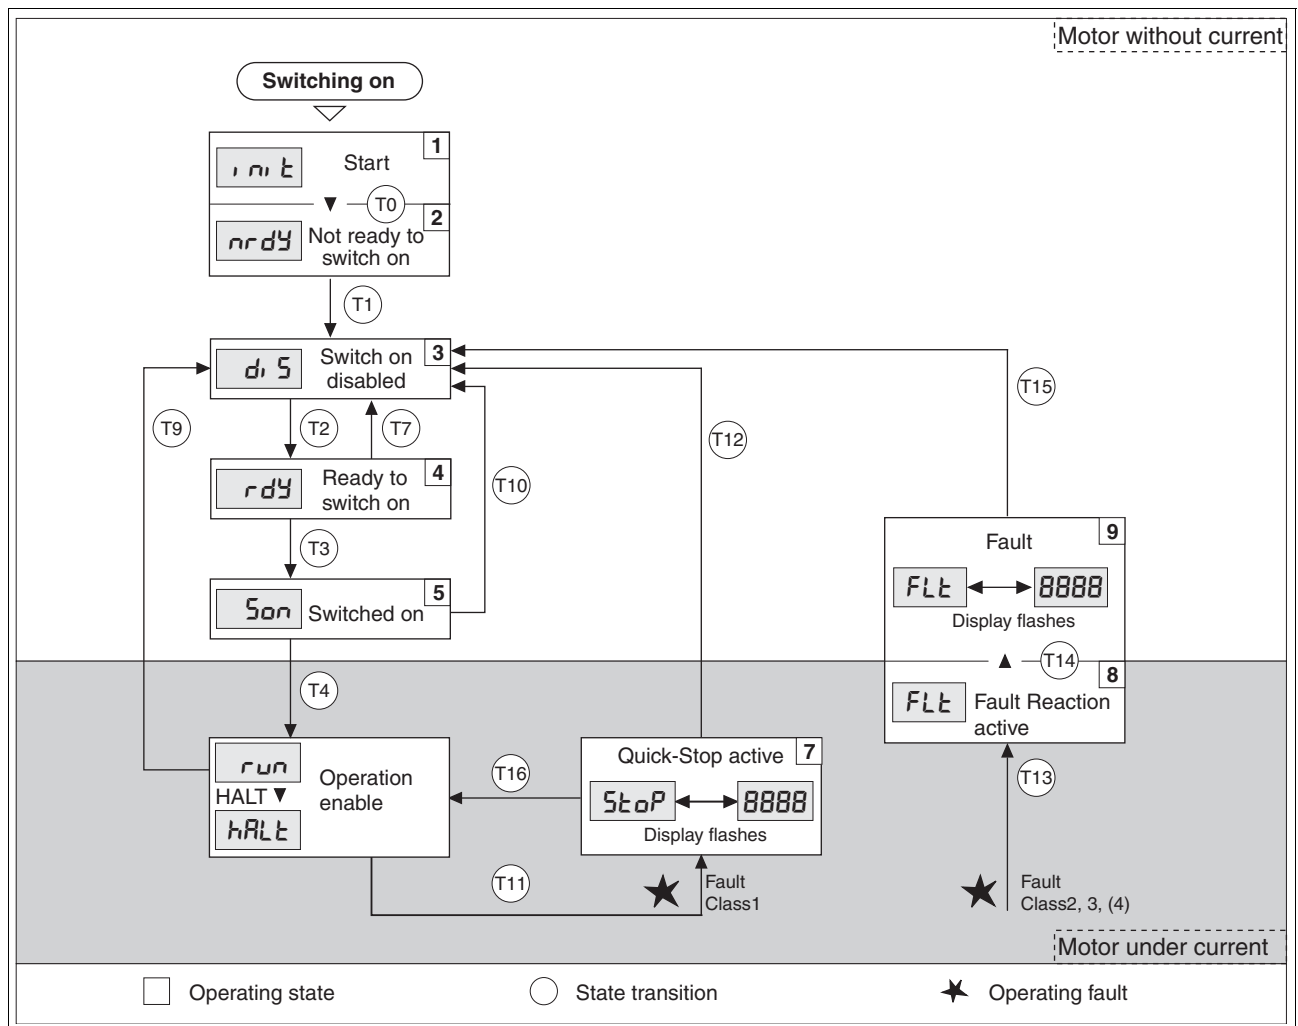 Motor without current
Switching on
1
init
Start
T0
2
nrdy
Not ready to
switch on
T1
3
diS
Switch on
disabled
T15
T9
T2
T7
T12
4
rdy
Ready to
switch on
T10
T3
9
Fault
FLt
8888
Display flashes
5
Son
Switched on
T14
8
FLt
Fault Reaction
active
T4
run
HALT
hALt
Operation
enable
T16
7
Quick-Stop active
StoP
8888
Display flashes
T13
T11
Fault
Class1
Fault
Class2, 3, (4)
Motor under current
Operating state
State transition
Operating fault